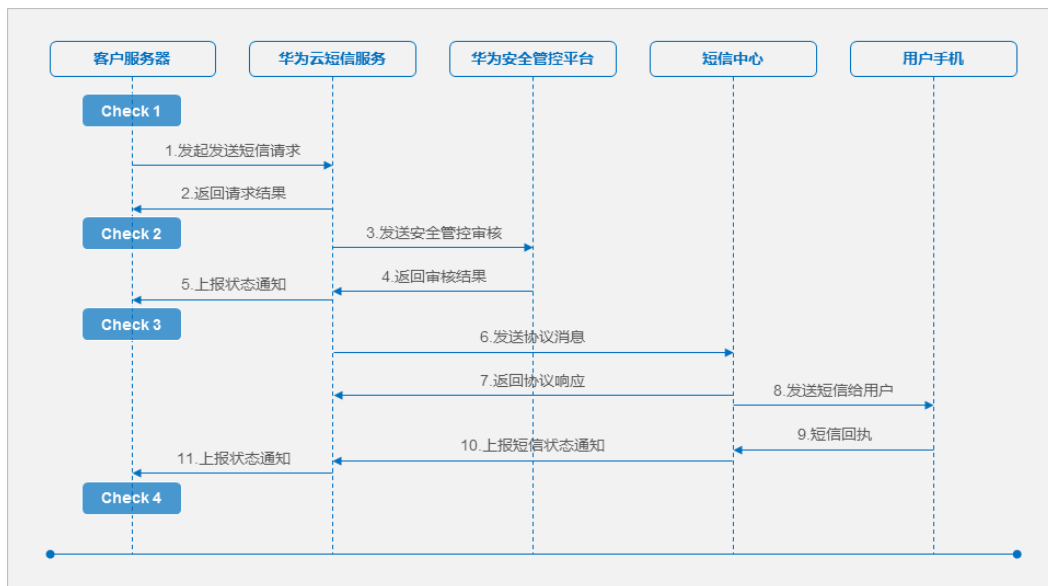 客户服务器
华为云短信服务
华为安全管控平台
短信中心
用户手机
Check 1
1.发起发送短信请求
2.返回请求结果
Check 2
3.发送安全管控审核
4.返回审核结果
5.上报状态通知
Check 3
6.发送协议消息
7.返回协议响应
8.发送短信给用户
9.短信回执
10.上报短信状态通知
11.上报状态通知
Check 4